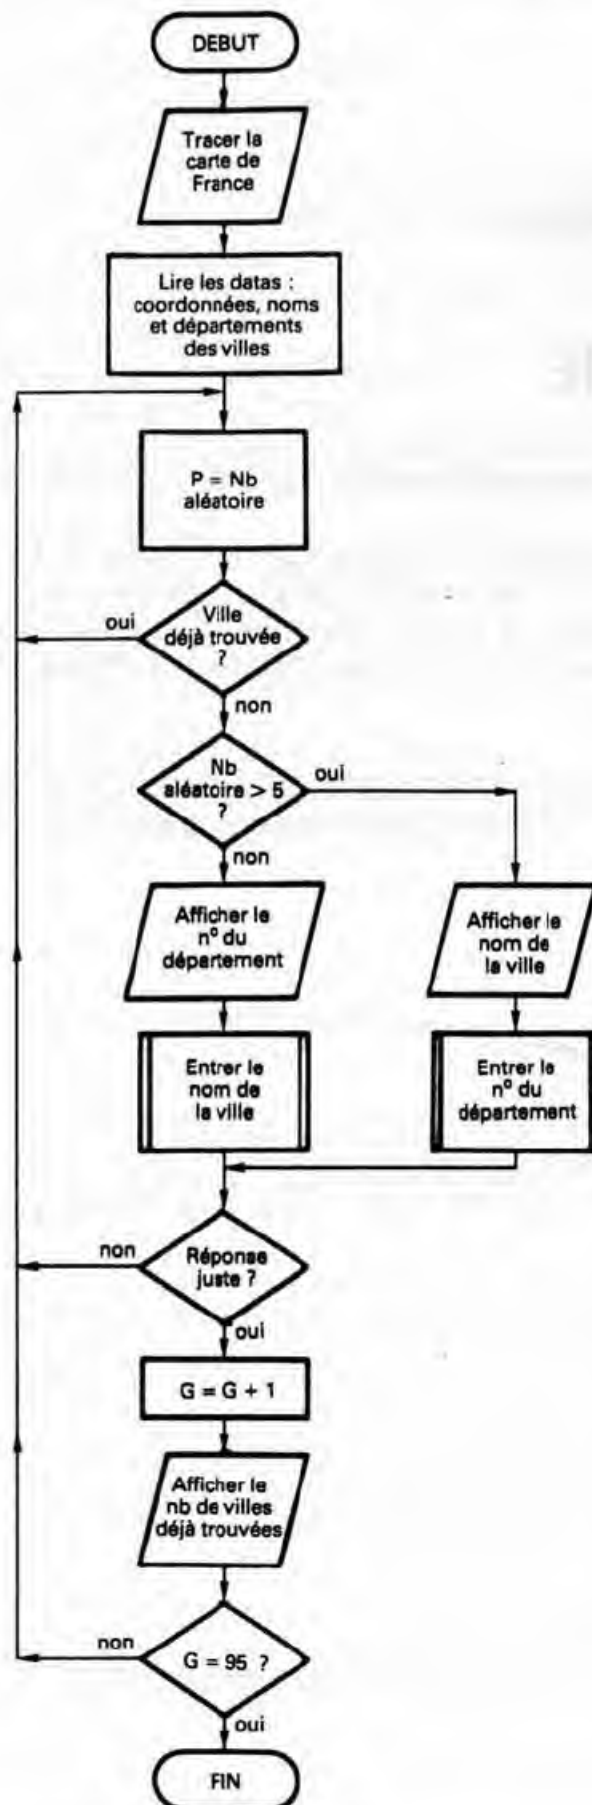 DEBUT
Tracer la
carte de
France
Lire les datas :
coordonnées, noms
et départements
des villes
P = Nb
aléatoire
Ville
déjà trouvée
?
oui
non
Nb
aléatoire > 5
?
oui
non
Afficher le
nº du
département
Afficher le
nom de
la ville
Entrer le
nom de
la ville
Entrer le
nº du
département
Réponse
juste ?
non
oui
G = G + 1
Afficher le
nb de villes
déjà trouvées
G = 95 ?
non
oui
FIN
IE